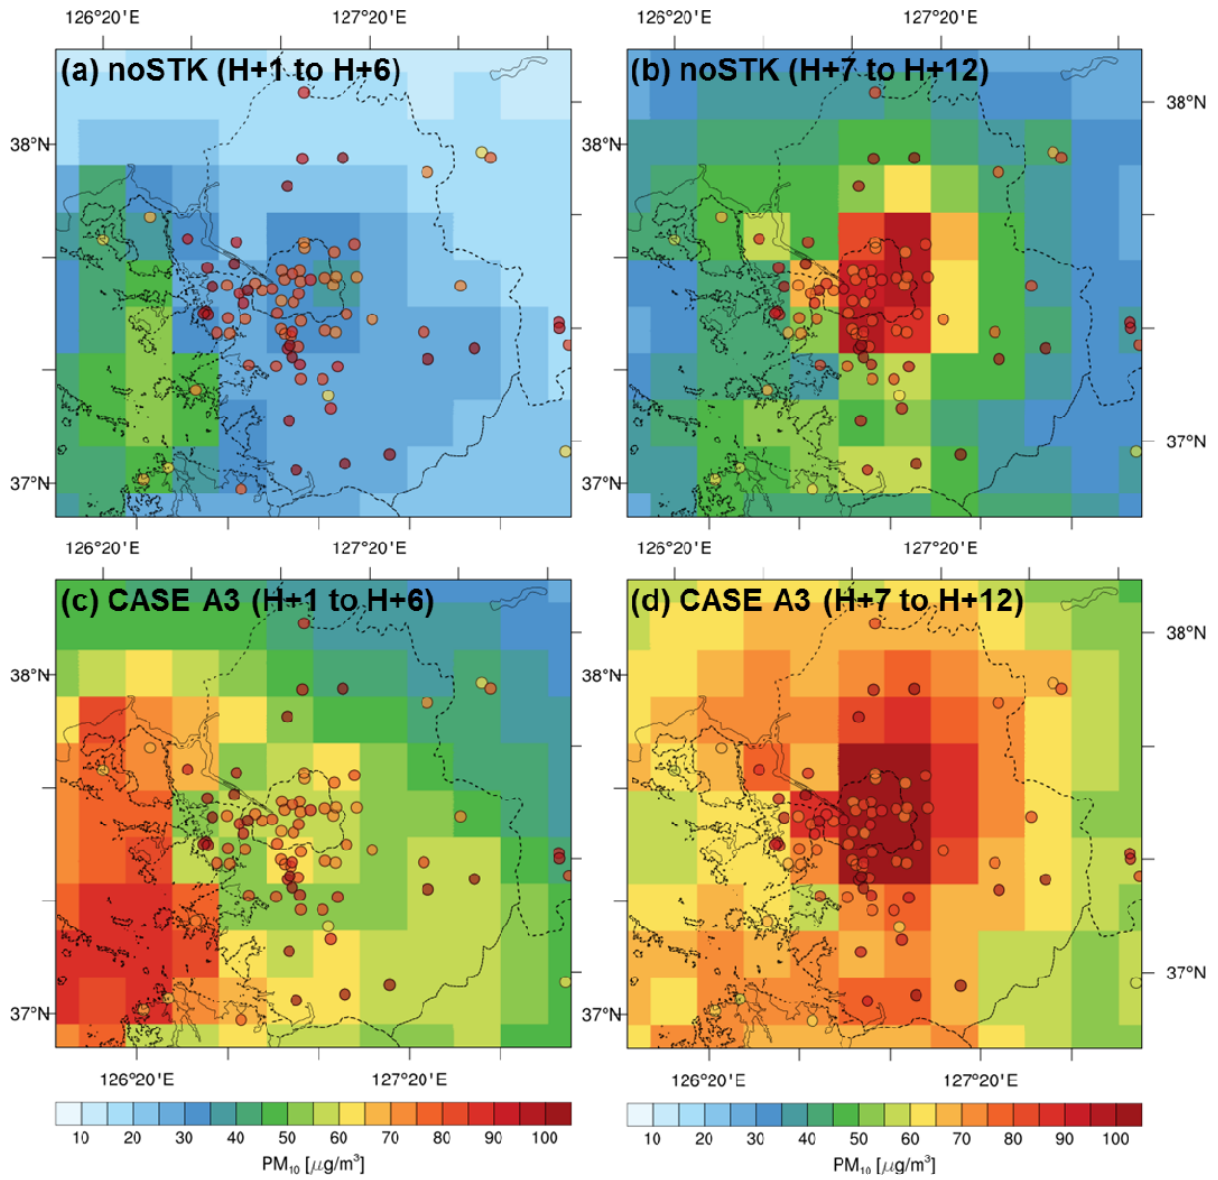 126°20'E 127°20'E 126°20'E 127°20'E
(a) noSTK (H+1 to H+6) (b) noSTK (H+7 to H+12)
38°N 38°N
37°N 37°N
126°20'E 127°20'E 126°20'E 127°20'E
(c) CASE A3 (H+1 to H+6) (d) CASE A3 (H+7 to H+12)
38°N 38°N
37°N 37°N
126°20'E 127°20'E 126°20'E 127°20'E
10 20 30 40 50 60 70 80 90 100 10 20 30 40 50 60 70 80 90 100
PM₁₀ [μg/m³] PM₁₀ [μg/m³]